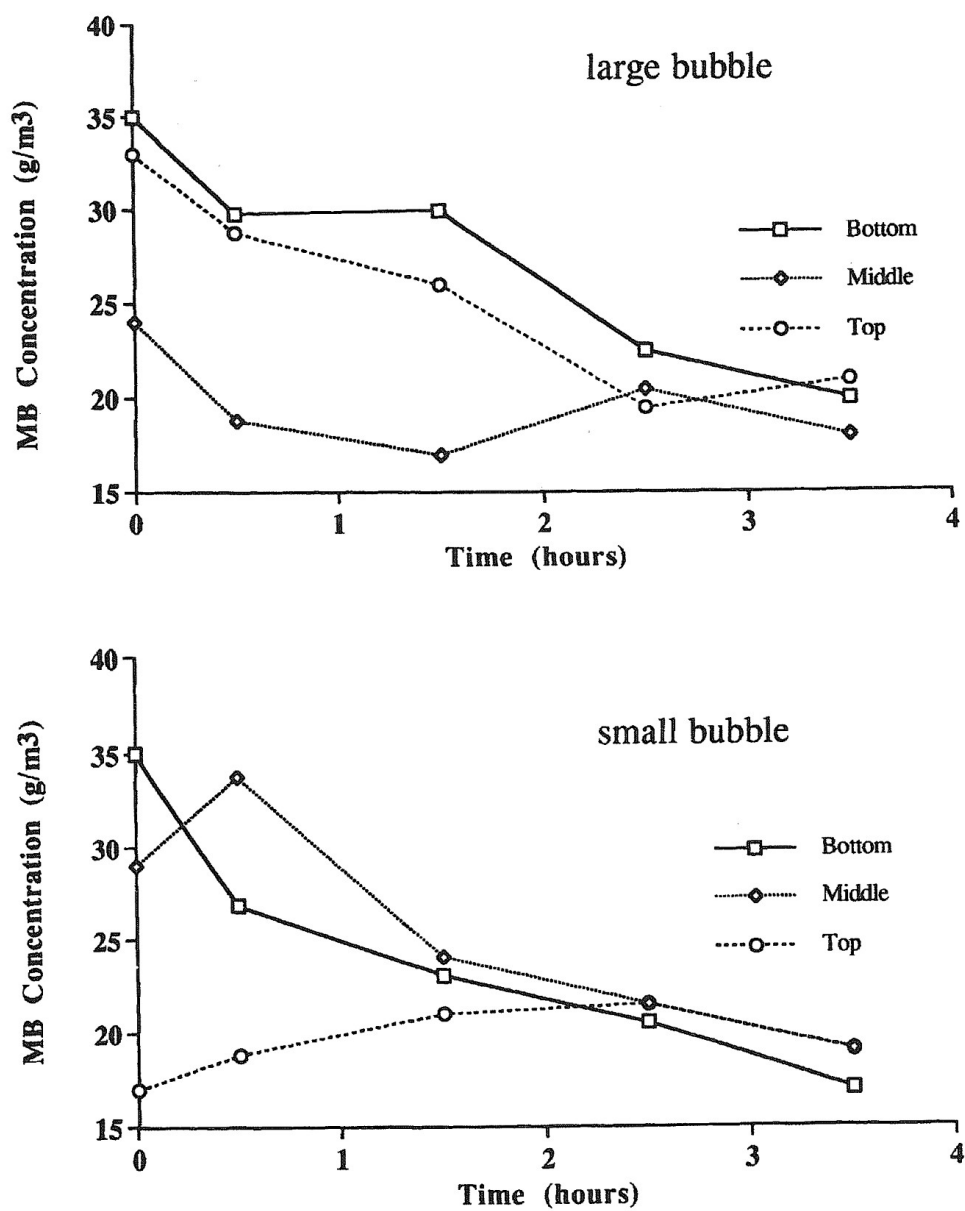 40
large bubble
35
30
25
20
15
MB Concentration (g/m3)
Bottom
Middle
Top
0 1 2 3 4
Time (hours)
40
small bubble
35
30
25
20
15
MB Concentration (g/m3)
Bottom
Middle
Top
0 1 2 3 4
Time (hours)